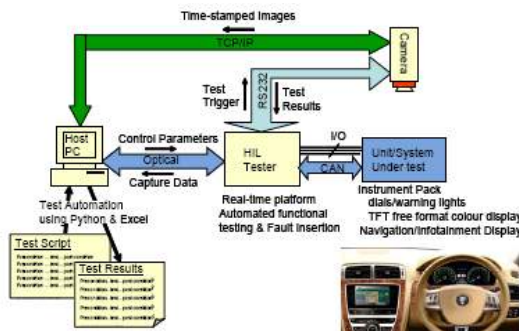 Time-stamped Images
TCP/IP
Camera
Test
Trigger
RS232
Test
Results
Host
PC
Control Parameters
Optical
Capture Data
HIL
Tester
I/O
CAN
Unit/System
Under test
Test Automation
using Python & Excel
Real-time platform
Automated functional
testing & Fault Insertion
Instrument Pack
dials/warning lights
TFT free format colour display
Navigation/Infotainment Display
Test Script
Test Results